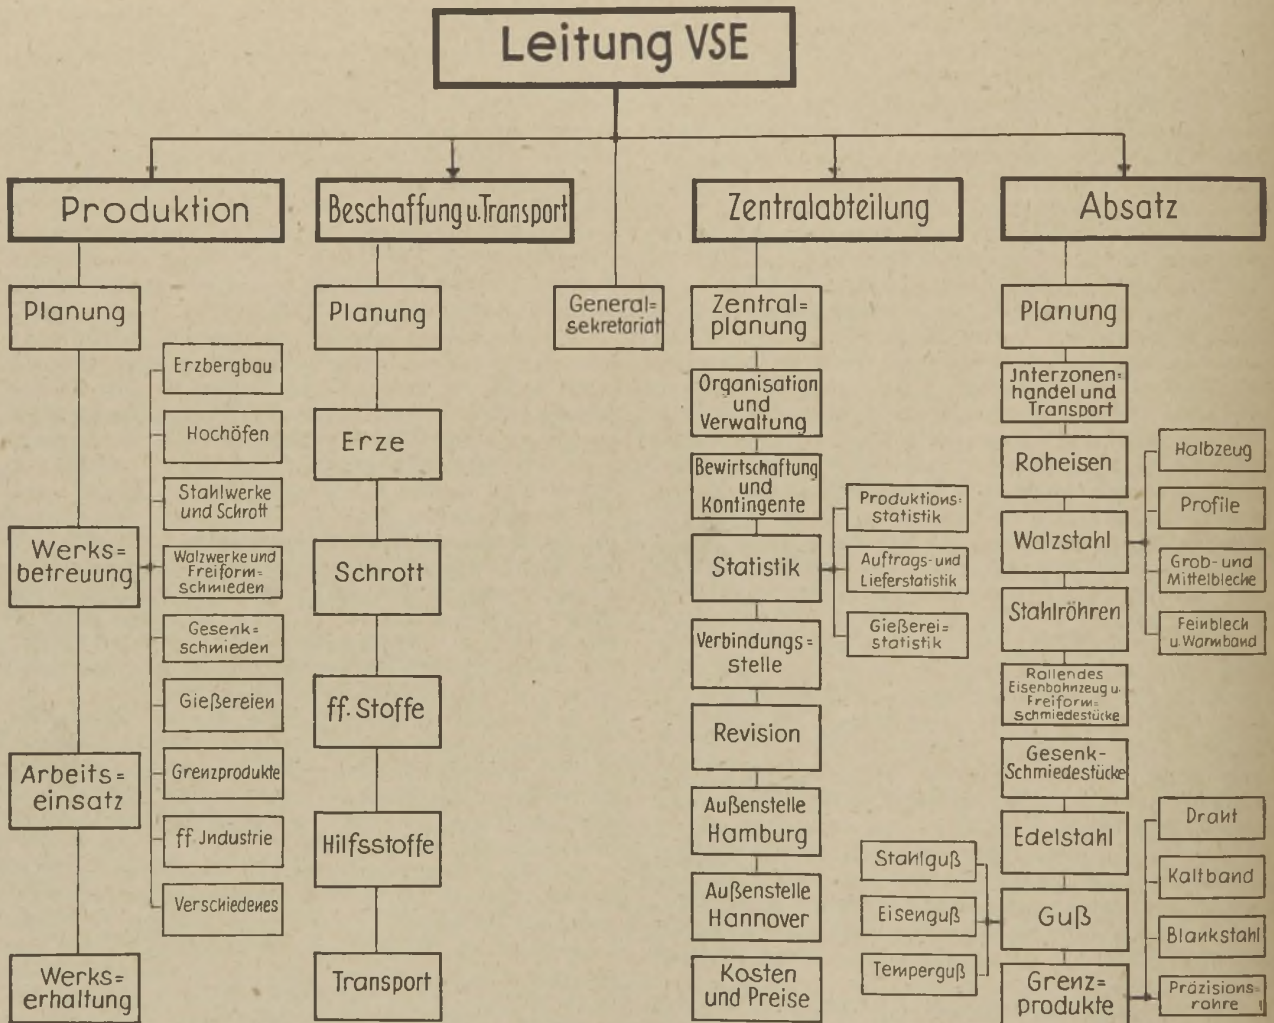 Leitung VSE
Produktion
Planung
Werks=
betreuung
Erzbergbau
Hochöfen
Stahlwerke
und Schrott
Walzwerke und
Freiform=
schmieden
Gesenk=
schmieden
Gießereien
Grenzprodukte
ff Jndustrie
Verschiedenes
Arbeits=
einsatz
Werks=
erhaltung
Beschaffung u. Transport
Planung
Erze
Schrott
ff. Stoffe
Hilfsstoffe
Transport
General=
sekretariat
Zentralabteilung
Zentral=
planung
Organisation
und
Verwaltung
Bewirtschaftung
und
Kontingente
Statistik
Produktions=
statistik
Auftrags- und
Lieferstatistik
Gießerei=
statistik
Verbindungs=
stelle
Revision
Außenstelle
Hamburg
Außenstelle
Hannover
Kosten
und Preise
Absatz
Planung
Jnterzonen=
handel und
Transport
Roheisen
Walzstahl
Halbzeug
Profile
Grob- und
Mittelbleche
Feinblech
u. Warmband
Stahlröhren
Rollendes
Eisenbahnzeug u.
Freiform=
schmiedestücke
Gesenk-
Schmiedestücke
Edelstahl
Guß
Stahlguß
Eisenguß
Temperguß
Grenz=
produkte
Draht
Kaltband
Blankstahl
Präzisions=
rohre